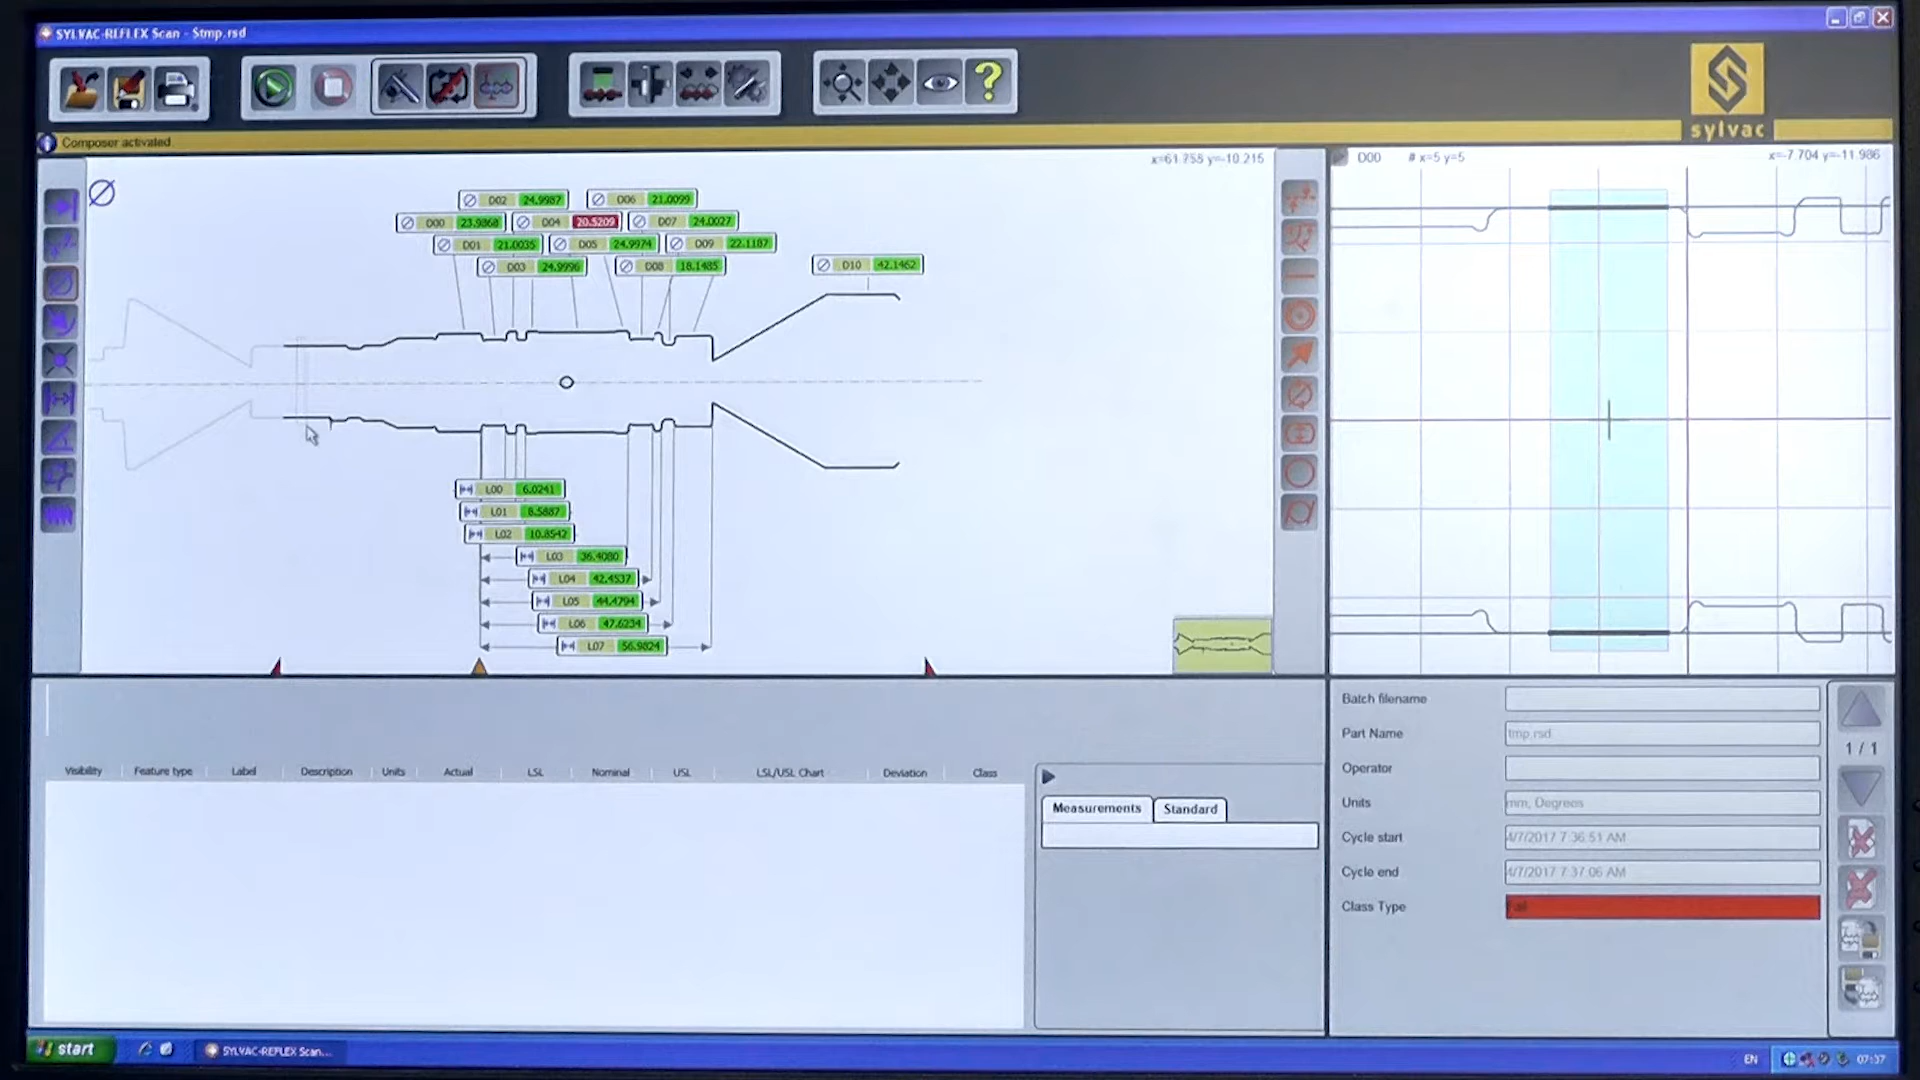 SYLVAC-REFLEX Scan - $tmp.rsd
sylvac
Composer activated
x=61.758 y=-10.215
D02 24.9987
D06 21.0099
D00 23.9868
D04 20.5209
D07 24.0027
D01 21.0035
D05 24.9974
D09 22.1187
D03 24.9996
D08 18.1485
D10 42.1462
L00 6.0241
L01 8.5887
L02 10.8542
L03 36.4080
L04 42.4537
L05 44.4794
L06 47.6234
L07 56.9824
D00 # x=5 y=5
x=-7.704 y=-11.986
Visibility Feature type Label Description Units Actual LSL Nominal USL LSL/USL Chart Deviation Class
Measurements Standard
Batch filename
Part Name tmp.rsd
Operator
Units mm, Degrees
Cycle start 4/7/2017 7:36:51 AM
Cycle end 4/7/2017 7:37:06 AM
Class Type Fail
1 / 1
start
SYLVAC-REFLEX Scan...
EN
07:37